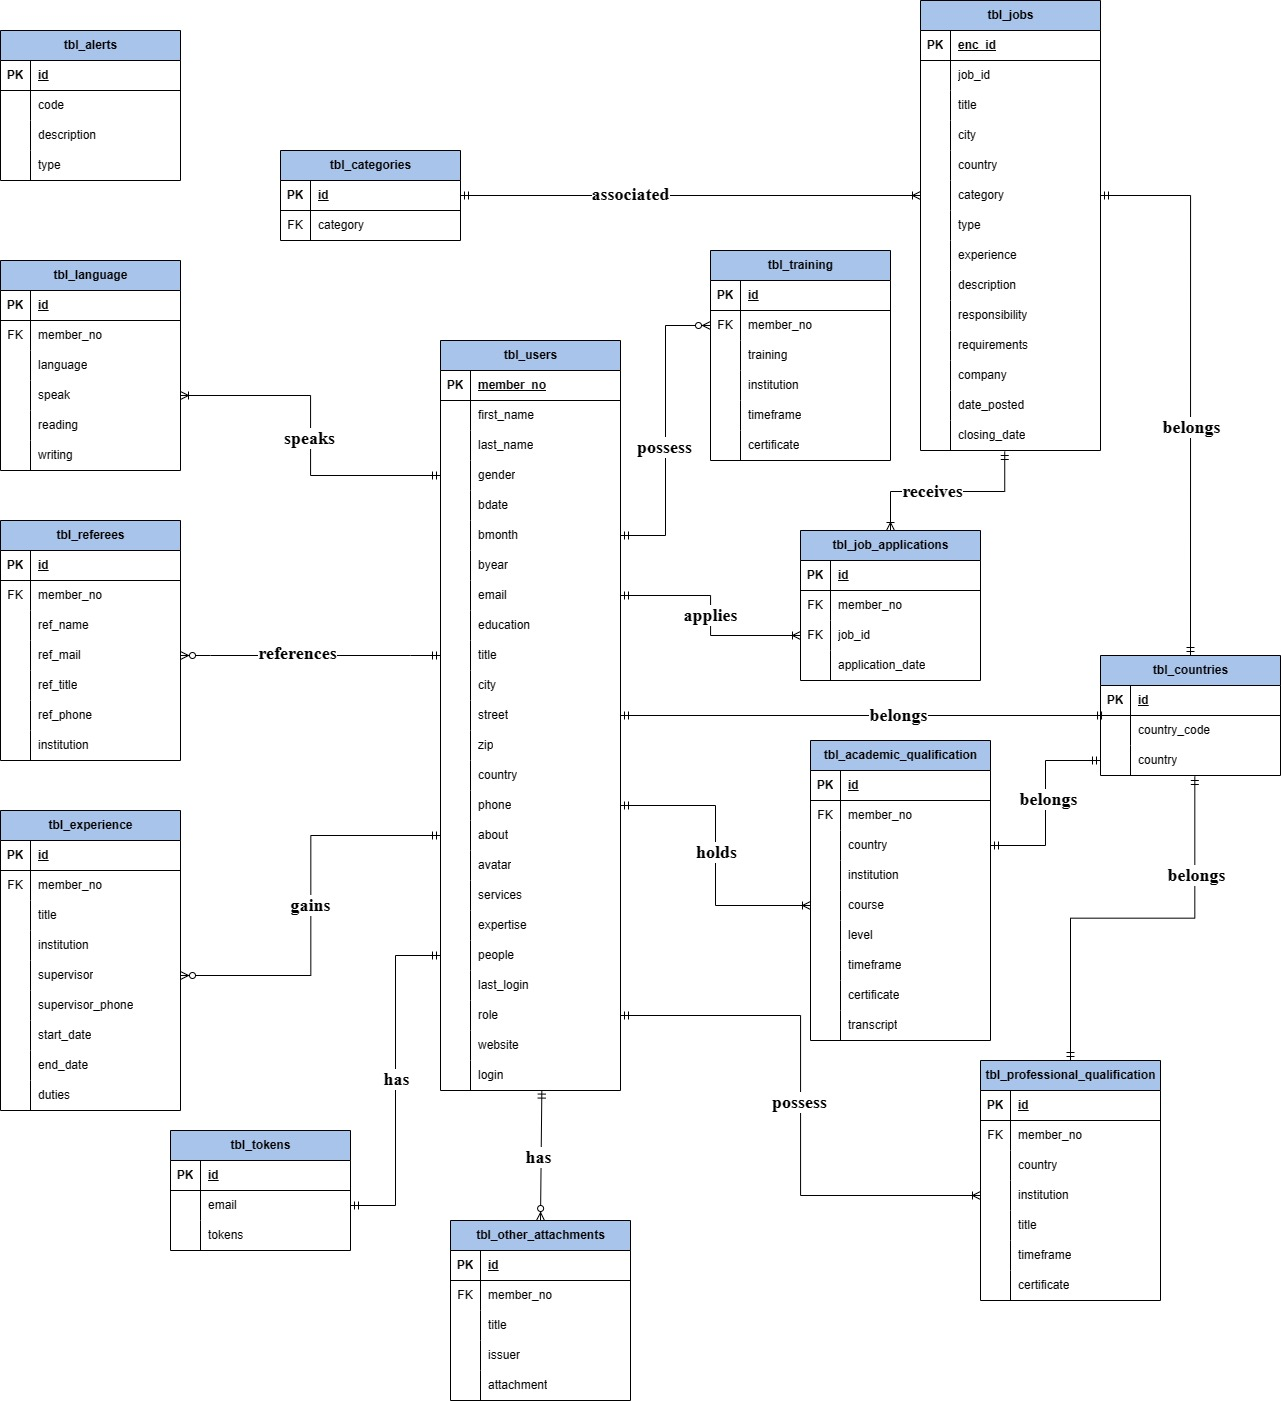 tbl_alerts
PK id
code
description
type
tbl_categories
PK id
FK category
associated
tbl_jobs
PK enc_id
job_id
title
city
country
category
type
experience
description
responsibility
requirements
company
date_posted
closing_date
belongs
tbl_language
PK id
FK member_no
language
speak
reading
writing
speaks
tbl_training
PK id
FK member_no
training
institution
timeframe
certificate
possess
receives
tbl_users
PK member_no
first_name
last_name
gender
bdate
bmonth
byear
email
education
title
city
street
zip
country
phone
about
avatar
services
expertise
people
last_login
role
website
login
tbl_job_applications
PK id
FK member_no
FK job_id
application_date
applies
tbl_referees
PK id
FK member_no
ref_name
ref_mail
ref_title
ref_phone
institution
references
tbl_countries
PK id
country_code
country
belongs
belongs
belongs
tbl_academic_qualification
PK id
FK member_no
country
institution
course
level
timeframe
certificate
transcript
holds
tbl_experience
PK id
FK member_no
title
institution
supervisor
supervisor_phone
start_date
end_date
duties
gains
has
tbl_tokens
PK id
email
tokens
has
tbl_other_attachments
PK id
FK member_no
title
issuer
attachment
possess
tbl_professional_qualification
PK id
FK member_no
country
institution
title
timeframe
certificate